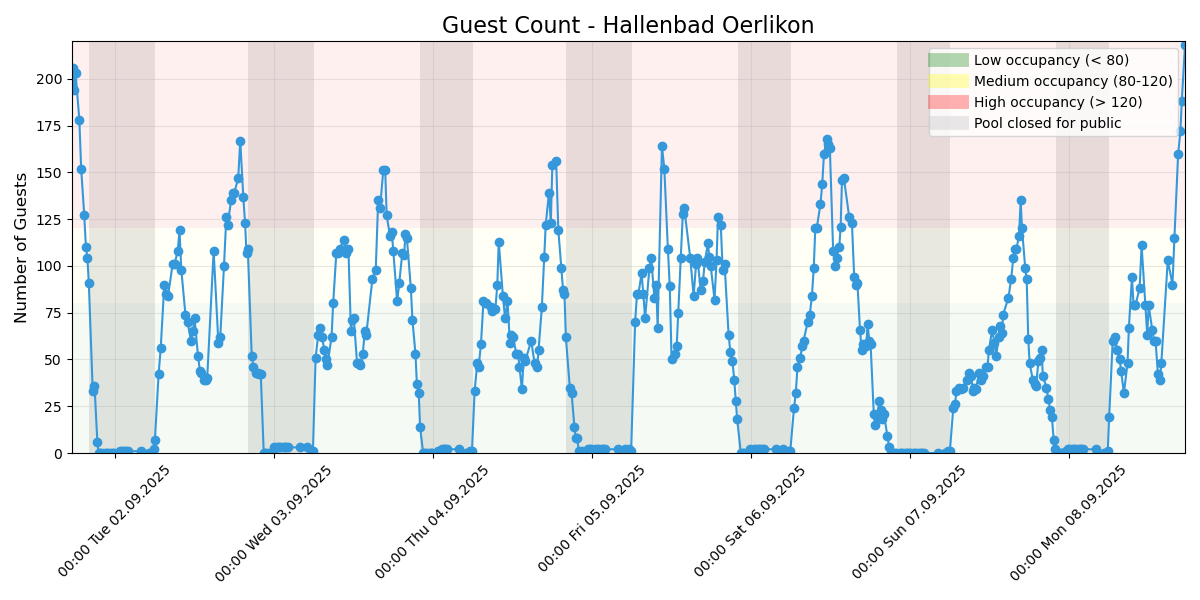 Guest Count - Hallenbad Oerlikon
Number of Guests
200
175
150
125
100
75
50
25
0
Low occupancy (< 80)
Medium occupancy (80-120)
High occupancy (> 120)
Pool closed for public
00:00 Tue 02.09.2025
00:00 Wed 03.09.2025
00:00 Thu 04.09.2025
00:00 Fri 05.09.2025
00:00 Sat 06.09.2025
00:00 Sun 07.09.2025
00:00 Mon 08.09.2025